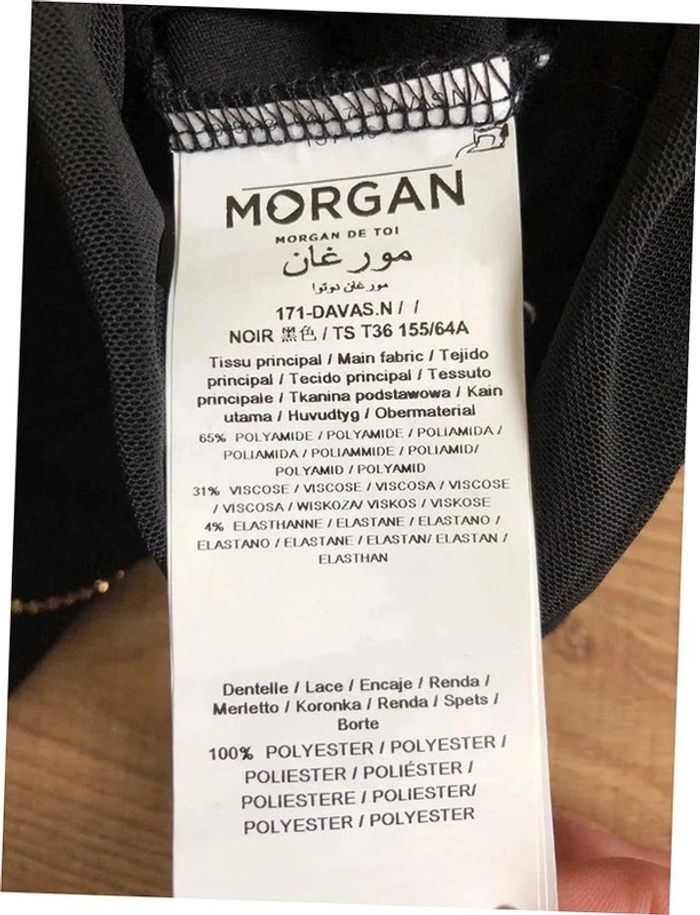 MORGAN
MORGAN DE TOI
مورغان
مورغان دوتوا
171-DAVAS.N / /
NOIR 黑色 / TS T36 155/64A
Tissu principal / Main fabric / Tejido
principal / Tecido principal / Tessuto
principale / Tkanina podstawowa / Kain
utama / Huvudtyg / Obermaterial
65% POLYAMIDE / POLYAMIDE / POLIAMIDA /
POLIAMIDA / POLIAMMIDE / POLIAMID/
POLYAMID / POLYAMID
31% VISCOSE / VISCOSE / VISCOSA / VISCOSE
/ VISCOSA / WISKOZA/ VISKOS / VISKOSE
4% ELASTHANNE / ELASTANE / ELASTANO /
ELASTANO / ELASTANE / ELASTAN/ ELASTAN /
ELASTHAN
Dentelle / Lace / Encaje / Renda /
Merletto / Koronka / Renda / Spets /
Borte
100% POLYESTER / POLYESTER /
POLIESTER / POLIÉSTER /
POLIESTERE / POLIESTER/
POLYESTER / POLYESTER